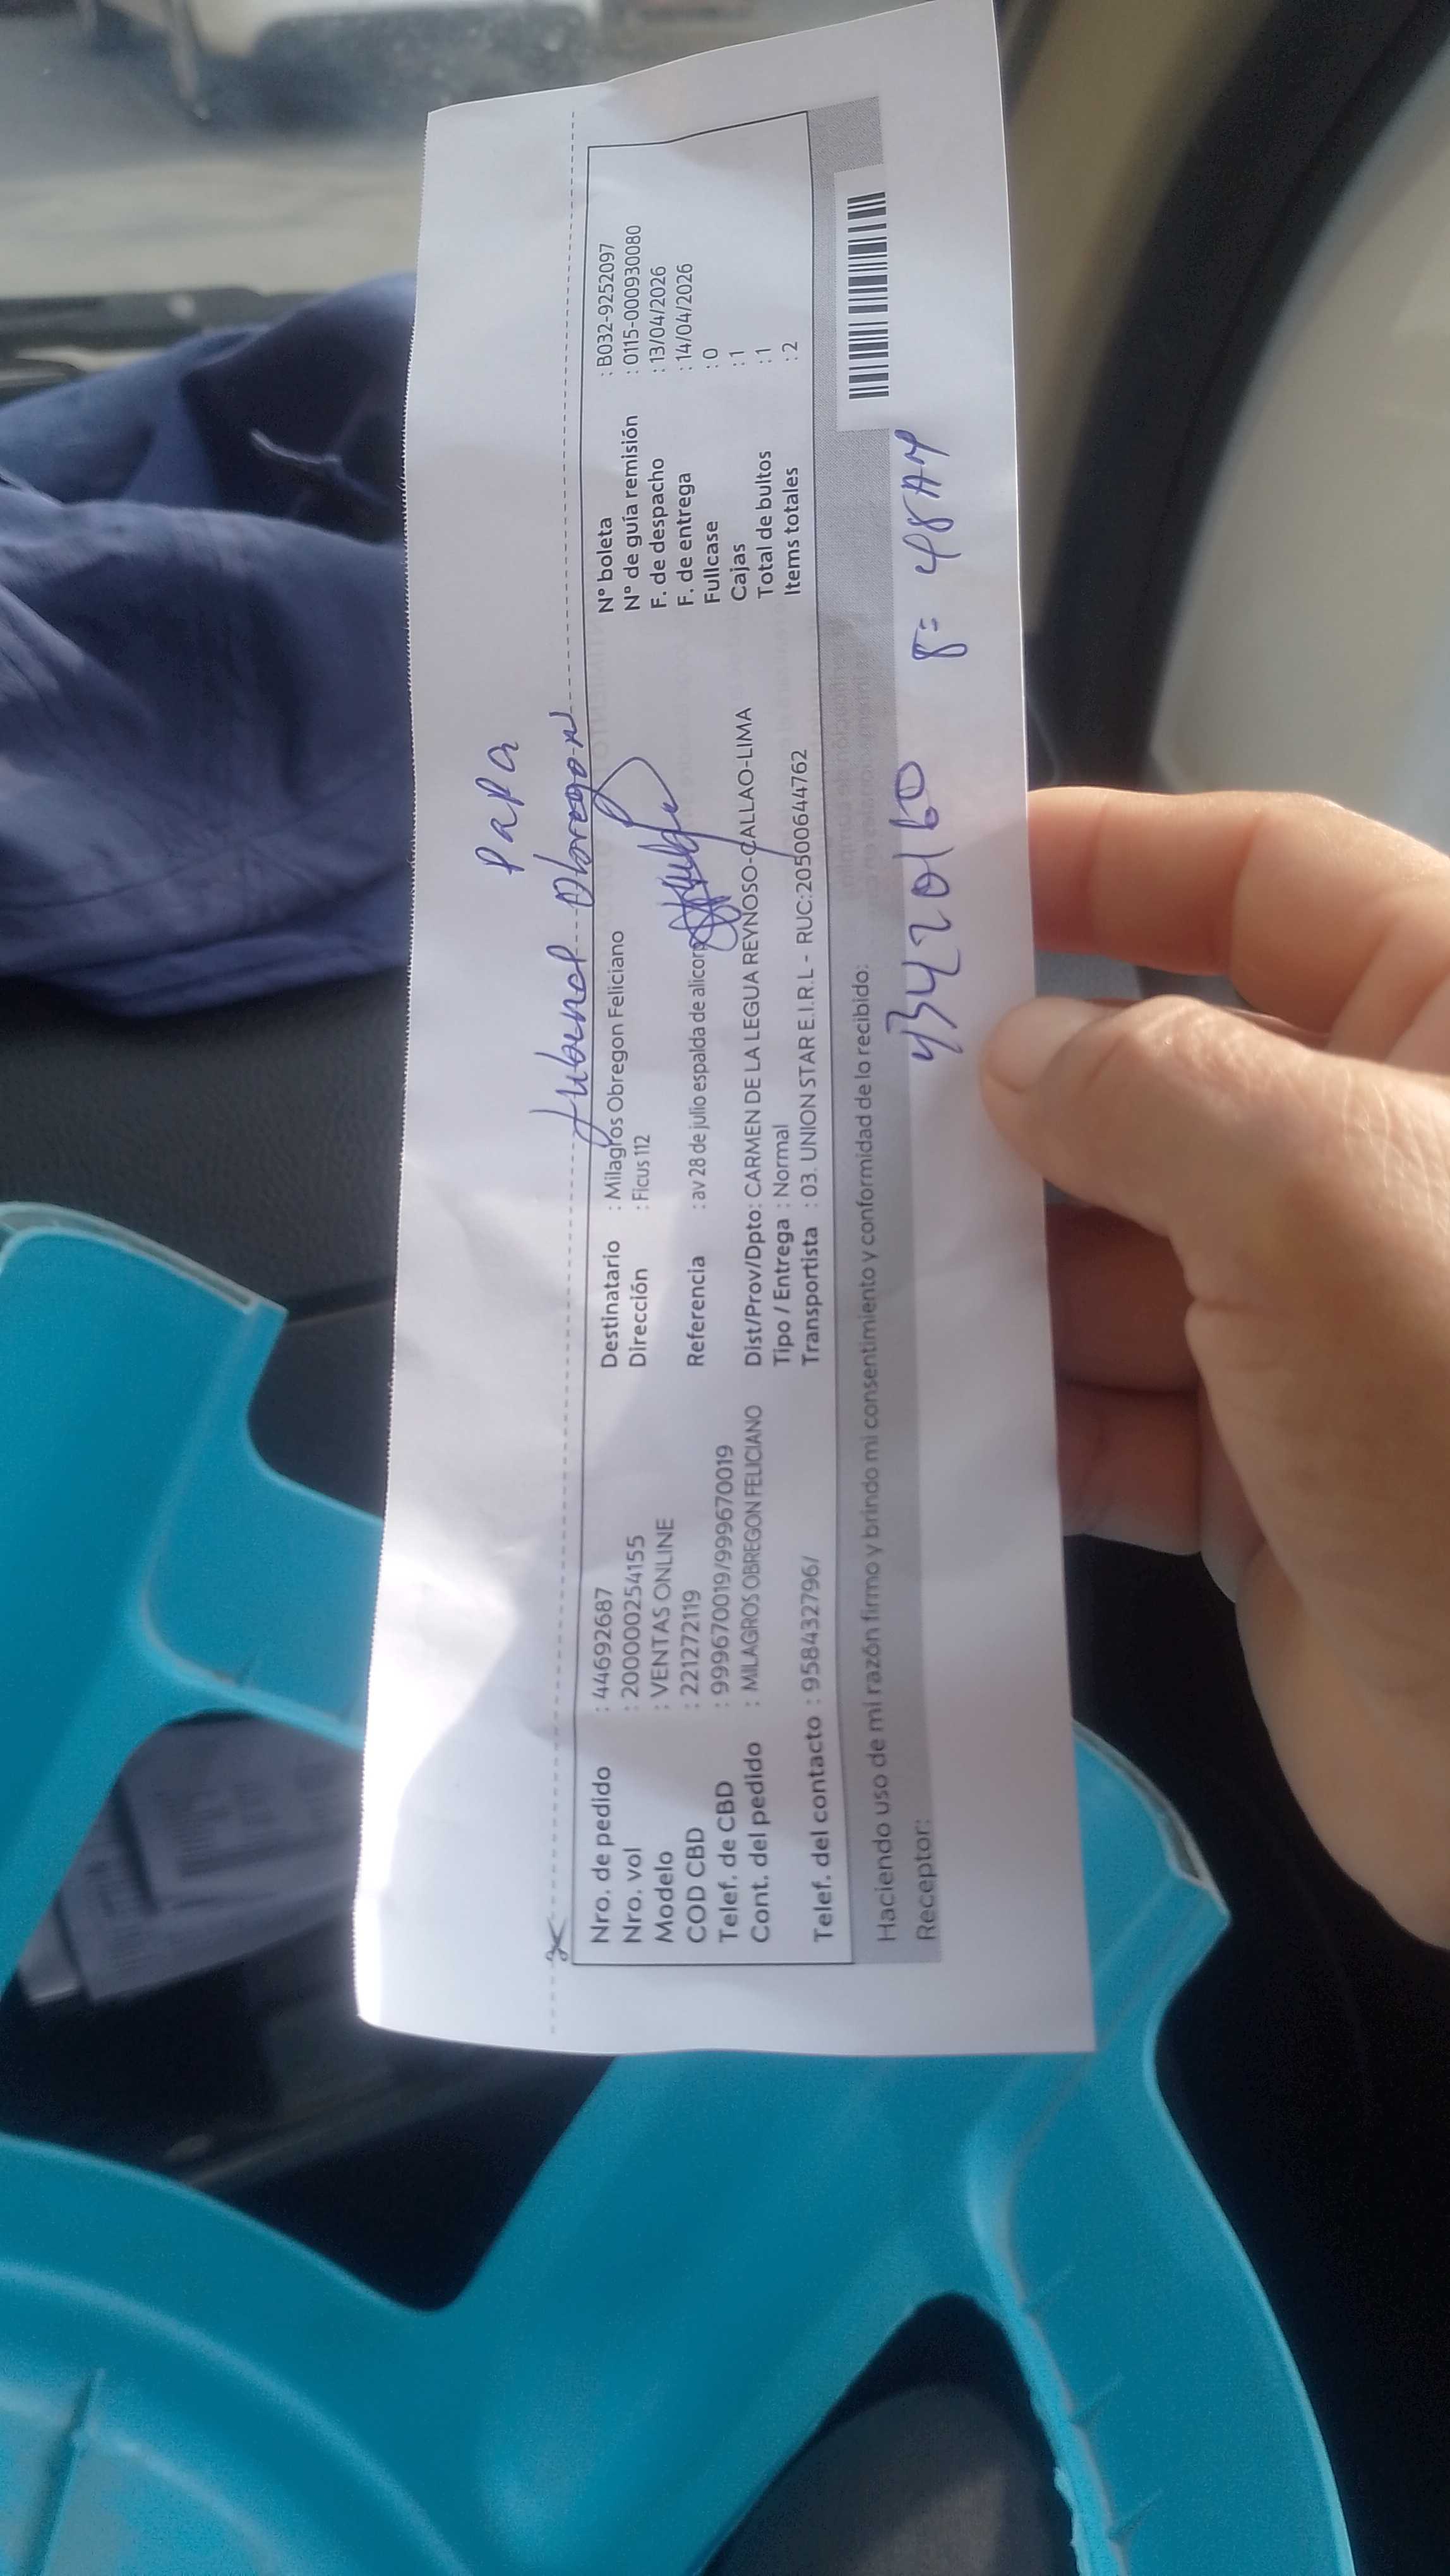 Papa
Juvenal Obregon
Nro. de pedido : 44692687
Nro. vol : 200000254155
Modelo : VENTAS ONLINE
COD CBD : 221272119
Telef. de CBD : 999670019/999670019
Cont. del pedido : MILAGROS OBREGON FELICIANO
Telef. del contacto : 958432796/
Destinatario : Milagros Obregon Feliciano
Dirección : Ficus 112
Referencia : av 28 de julio espalda de alicorp
Dist/Prov/Dpto: CARMEN DE LA LEGUA REYNOSO-CALLAO-LIMA
Tipo / Entrega : Normal
Transportista : 03. UNION STAR E.I.R.L - RUC:20500644762
N° boleta : B032-9252097
N° de guía remisión : 0115-000930080
F. de despacho : 13/04/2026
F. de entrega : 14/04/2026
Fullcase : 0
Cajas : 1
Total de bultos : 1
Items totales : 2
Haciendo uso de mi razón firmo y brindo mi consentimiento y conformidad de lo recibido:
Receptor:
43420160 8= 48AM